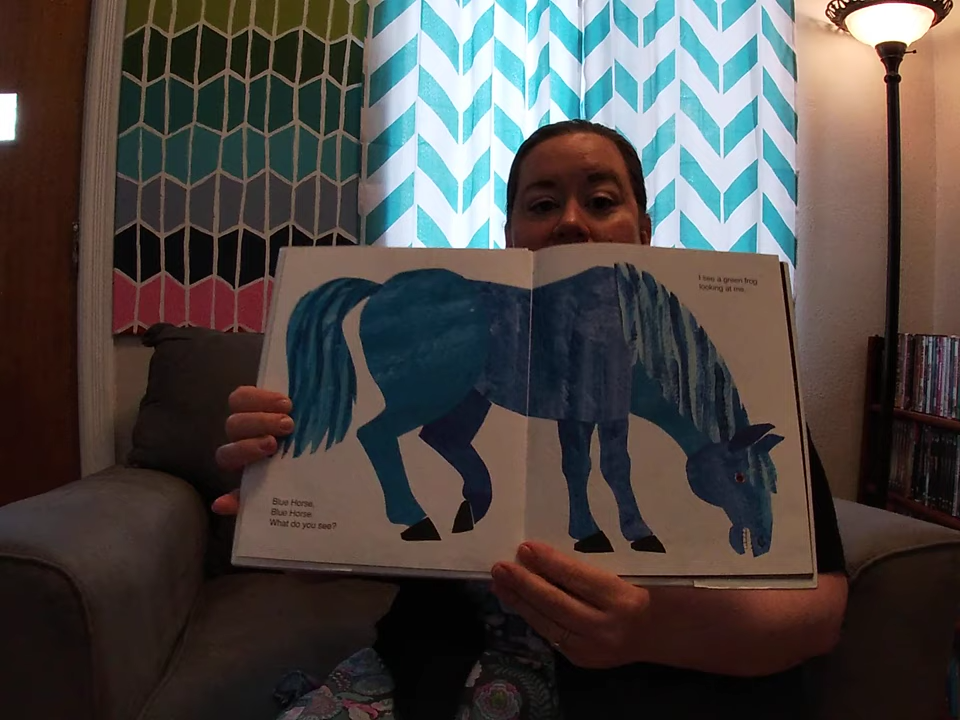 Blue Horse,
Blue Horse.
What do you see?
I see a green frog
looking at me.